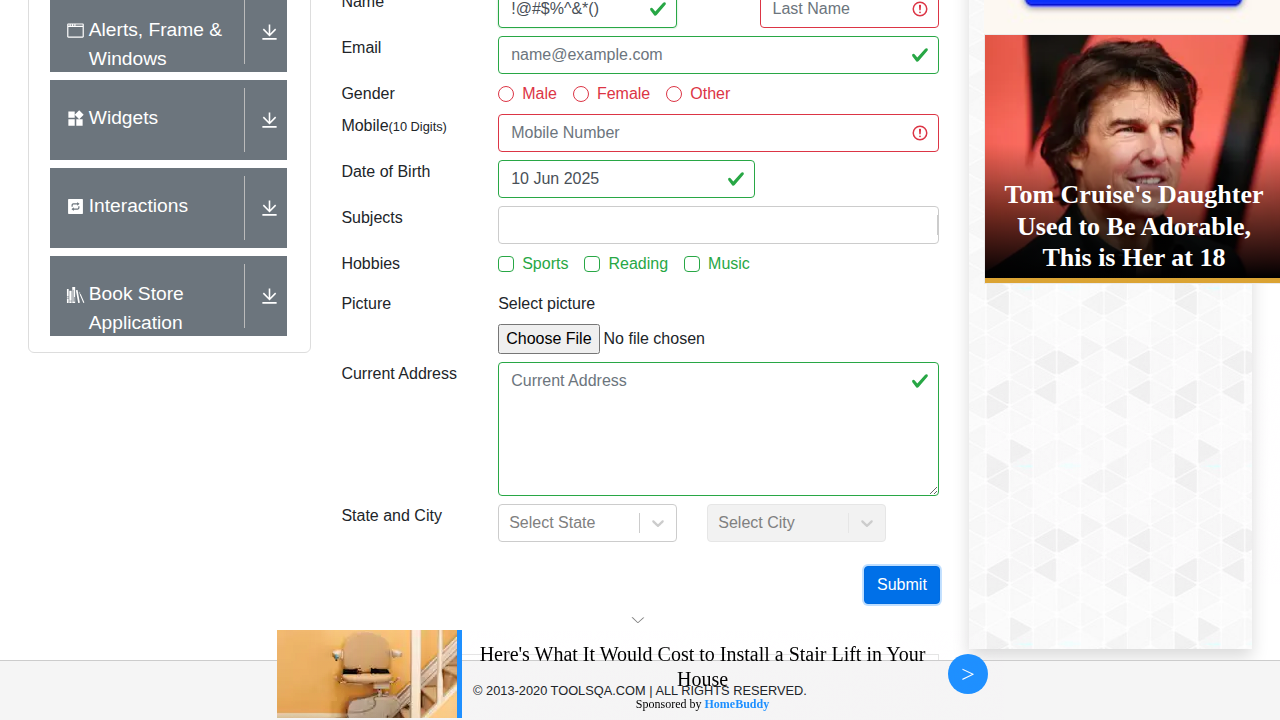 Name
!@#$%^&*()
Last Name
Alerts, Frame &
Windows
Email
name@example.com
Gender
Male
Female
Other
Widgets
Mobile(10 Digits)
Mobile Number
Date of Birth
10 Jun 2025
Interactions
Subjects
Tom Cruise's Daughter
Used to Be Adorable,
This is Her at 18
Hobbies
Sports
Reading
Music
Book Store
Application
Picture
Select picture
Choose File No file chosen
Current Address
Current Address
State and City
Select State
Select City
Submit
Here's What It Would Cost to Install a Stair Lift in Your
House
>
© 2013-2020 TOOLSQA.COM | ALL RIGHTS RESERVED.
Sponsored by HomeBuddy